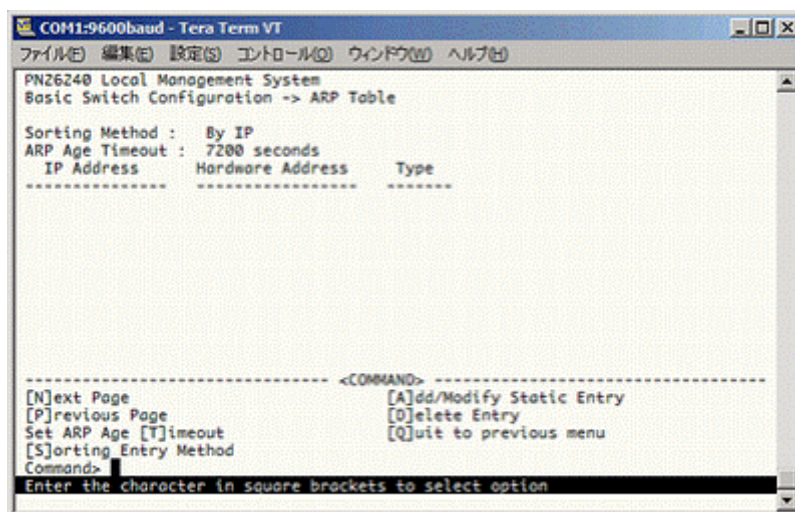 COM1:9600baud - Tera Term VT
ファイル(F) 編集(E) 設定(S) コントロール(O) ウィンドウ(W) ヘルプ(H)
PN26240 Local Management System
Basic Switch Configuration -> ARP Table
Sorting Method : By IP
ARP Age Timeout : 7200 seconds
IP Address Hardware Address Type
--------------- ----------------- -------
-------------------------------- <COMMAND> -----------------------------------
[N]ext Page [A]dd/Modify Static Entry
[P]revious Page [D]elete Entry
Set ARP Age [T]imeout [Q]uit to previous menu
[S]orting Entry Method
Command>
Enter the character in square brackets to select option